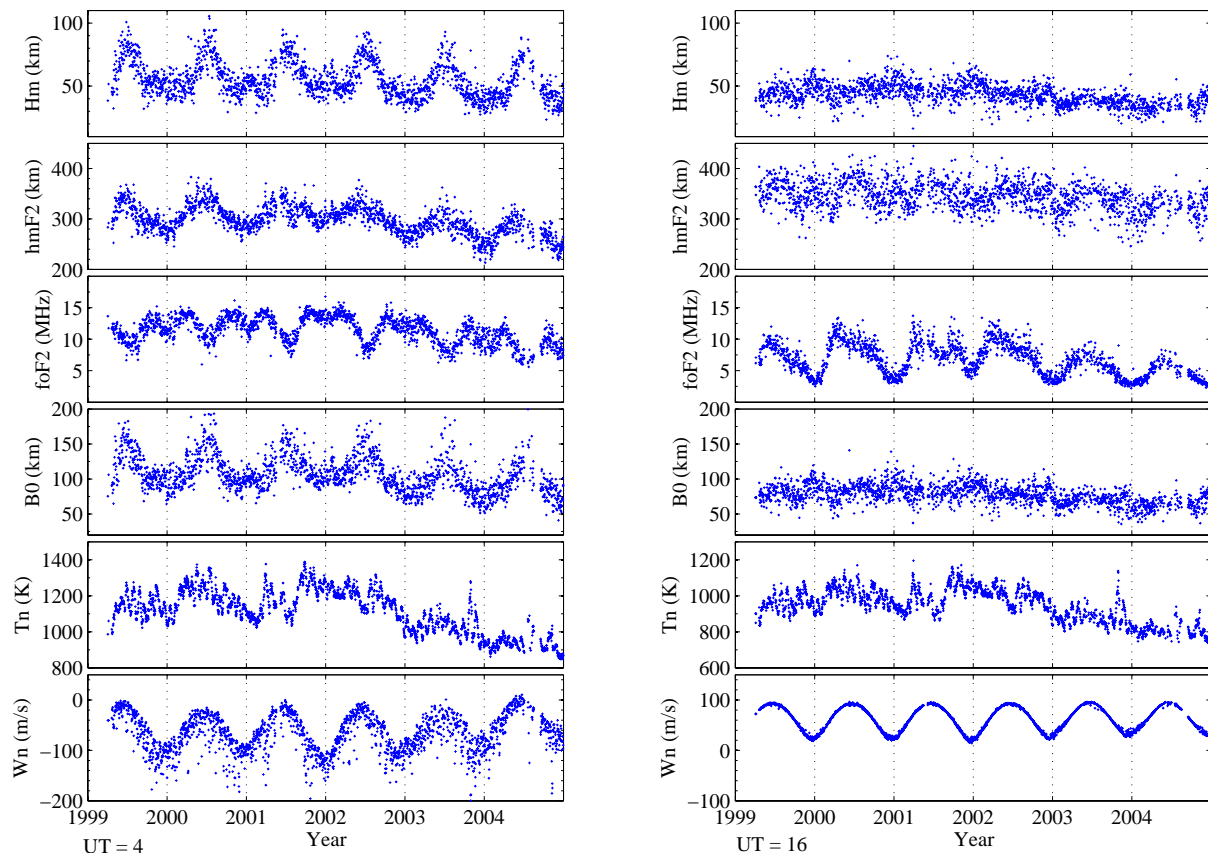 100
50
Hm (km)
400
300
200
hmF2 (km)
15
10
5
foF2 (MHz)
200
150
100
50
B0 (km)
1400
1200
1000
800
Tn (K)
0
−100
−200
Wn (m/s)
1999 2000 2001 2002 2003 2004
Year
UT = 4
100
50
Hm (km)
400
300
200
hmF2 (km)
15
10
5
foF2 (MHz)
200
150
100
50
B0 (km)
1200
1000
800
600
Tn (K)
100
0
−100
Wn (m/s)
1999 2000 2001 2002 2003 2004
Year
UT = 16